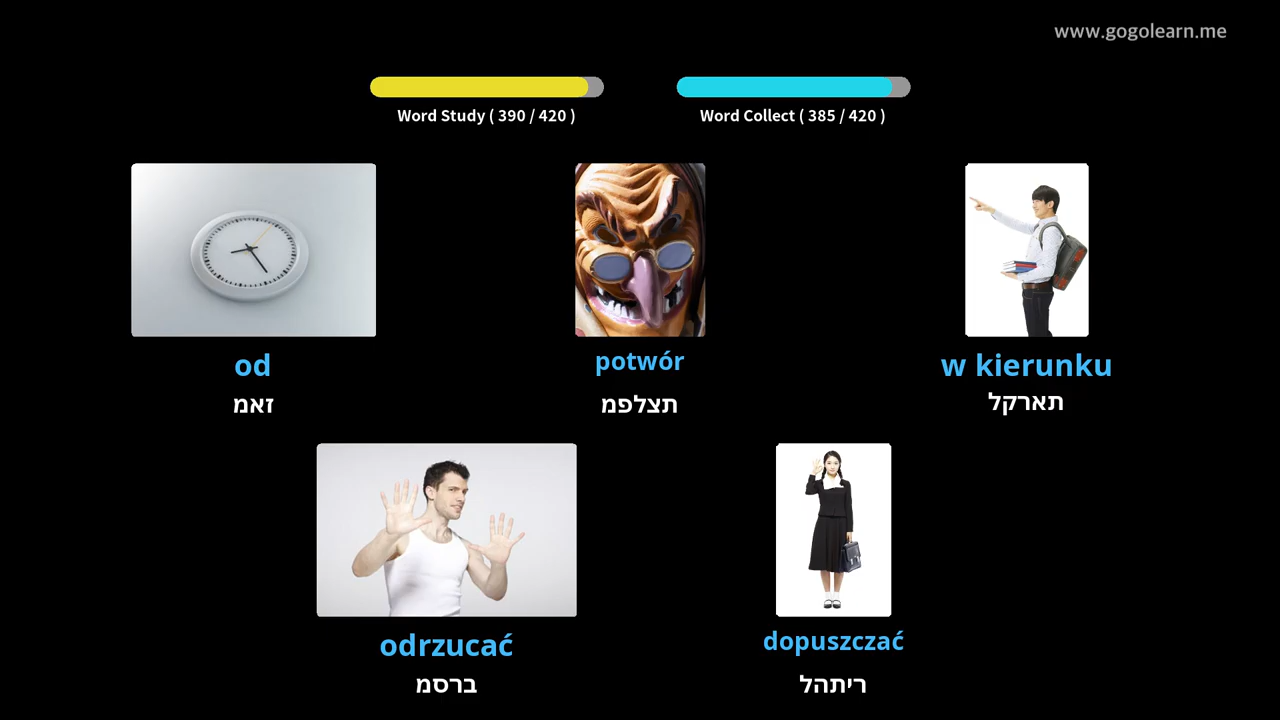 www.gogolearn.me
Word Study ( 390 / 420 )
Word Collect ( 385 / 420 )
od
זאמ
potwór
תצלפמ
w kierunku
תארקל
odrzucać
ברסמ
dopuszczać
ריתהל